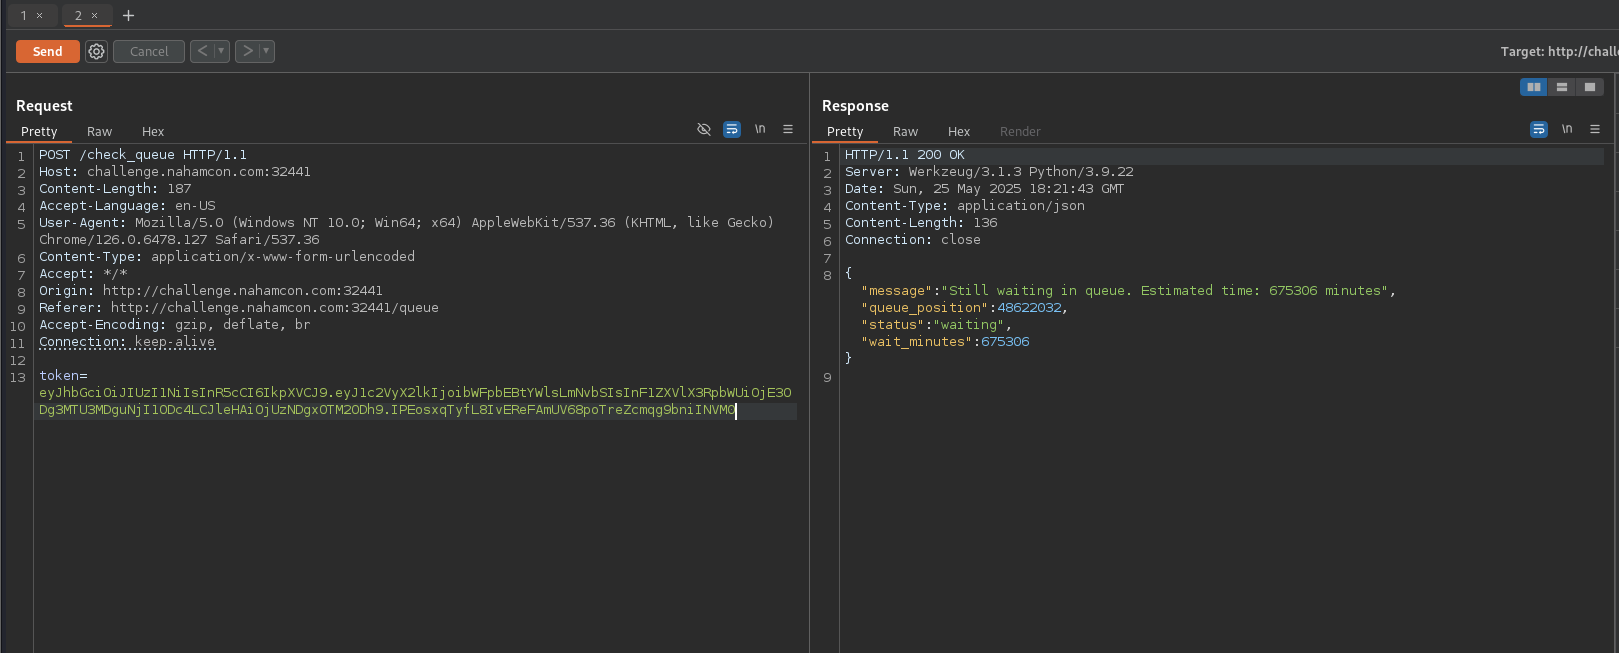 1 × 2 × +
Send Cancel < >
Target: http://chall
Request
Pretty Raw Hex \n
1 POST /check_queue HTTP/1.1
2 Host: challenge.nahamcon.com:32441
3 Content-Length: 187
4 Accept-Language: en-US
5 User-Agent: Mozilla/5.0 (Windows NT 10.0; Win64; x64) AppleWebKit/537.36 (KHTML, like Gecko)
Chrome/126.0.6478.127 Safari/537.36
6 Content-Type: application/x-www-form-urlencoded
7 Accept: */*
8 Origin: http://challenge.nahamcon.com:32441
9 Referer: http://challenge.nahamcon.com:32441/queue
10 Accept-Encoding: gzip, deflate, br
11 Connection: keep-alive
12
13 token=
eyJhbGciOiJIUzI1NiIsInR5cCI6IkpXVCJ9.eyJ1c2VyX2lkIjoibWFpbEBtYWlsLmNvbSIsInF1ZXVlX3RpbWUiOjE3O
Dg3MTU3MDguNjI1ODc4LCJleHAiOjUzNDgxOTM2ODh9.IPEosxqTyfL8IvEReFAmUV68poTreZcmqg9bniINVM0
Response
Pretty Raw Hex Render \n
1 HTTP/1.1 200 OK
2 Server: Werkzeug/3.1.3 Python/3.9.22
3 Date: Sun, 25 May 2025 18:21:43 GMT
4 Content-Type: application/json
5 Content-Length: 136
6 Connection: close
7
8 {
"message":"Still waiting in queue. Estimated time: 675306 minutes",
"queue_position":48622032,
"status":"waiting",
"wait_minutes":675306
}
9